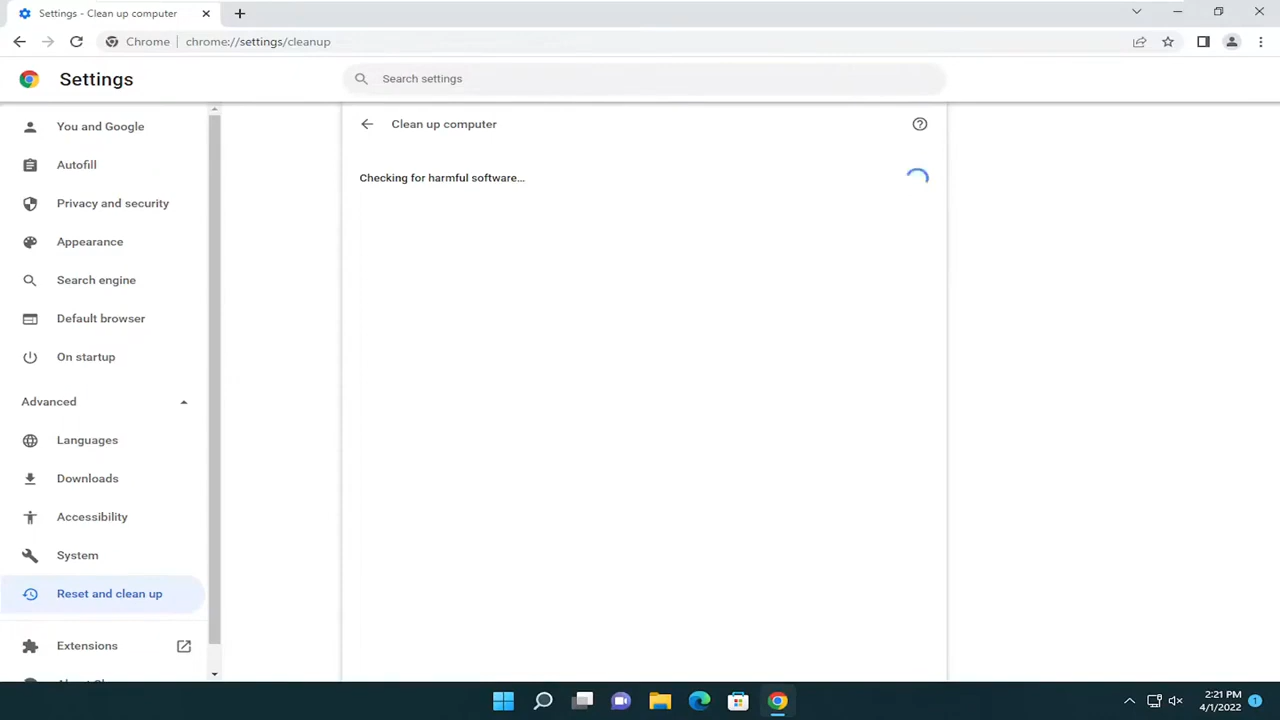 Settings - Clean up computer
Chrome
chrome://settings/cleanup
Settings
Search settings
You and Google
Autofill
Privacy and security
Appearance
Search engine
Default browser
On startup
Advanced
Languages
Downloads
Accessibility
System
Reset and clean up
Extensions
Clean up computer
Checking for harmful software...
2:21 PM
4/1/2022
1